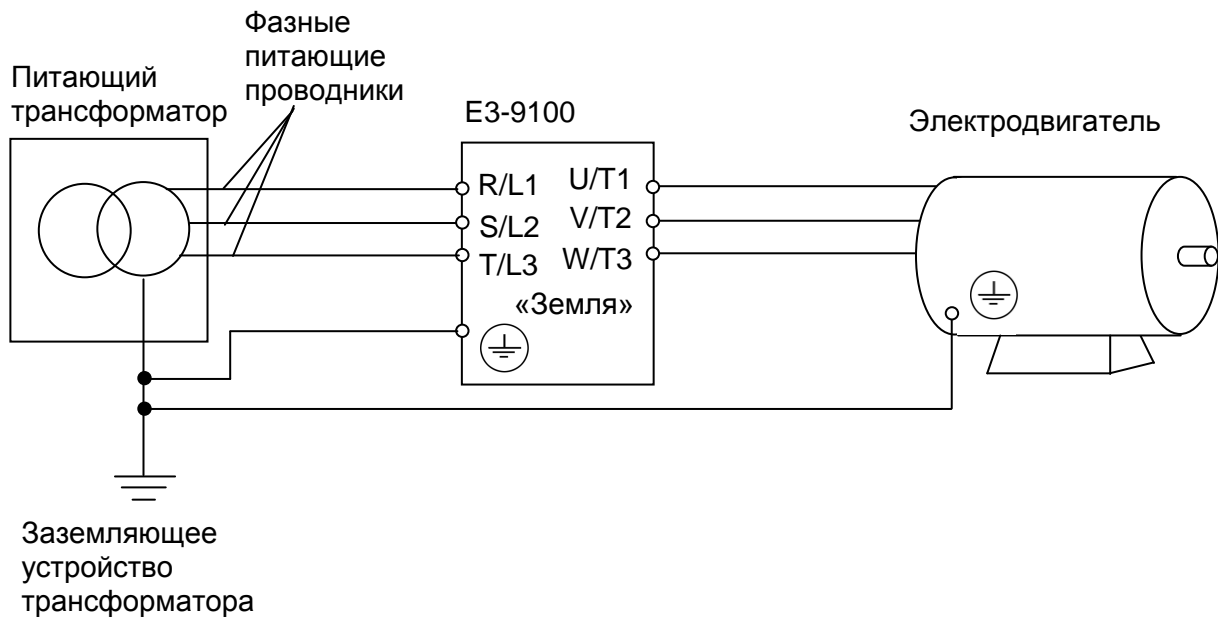 Фазные
питающие
проводники
Питающий
трансформатор
E3-9100
Электродвигатель
R/L1
U/T1
S/L2
V/T2
T/L3
W/T3
«Земля»
Заземляющее
устройство
трансформатора